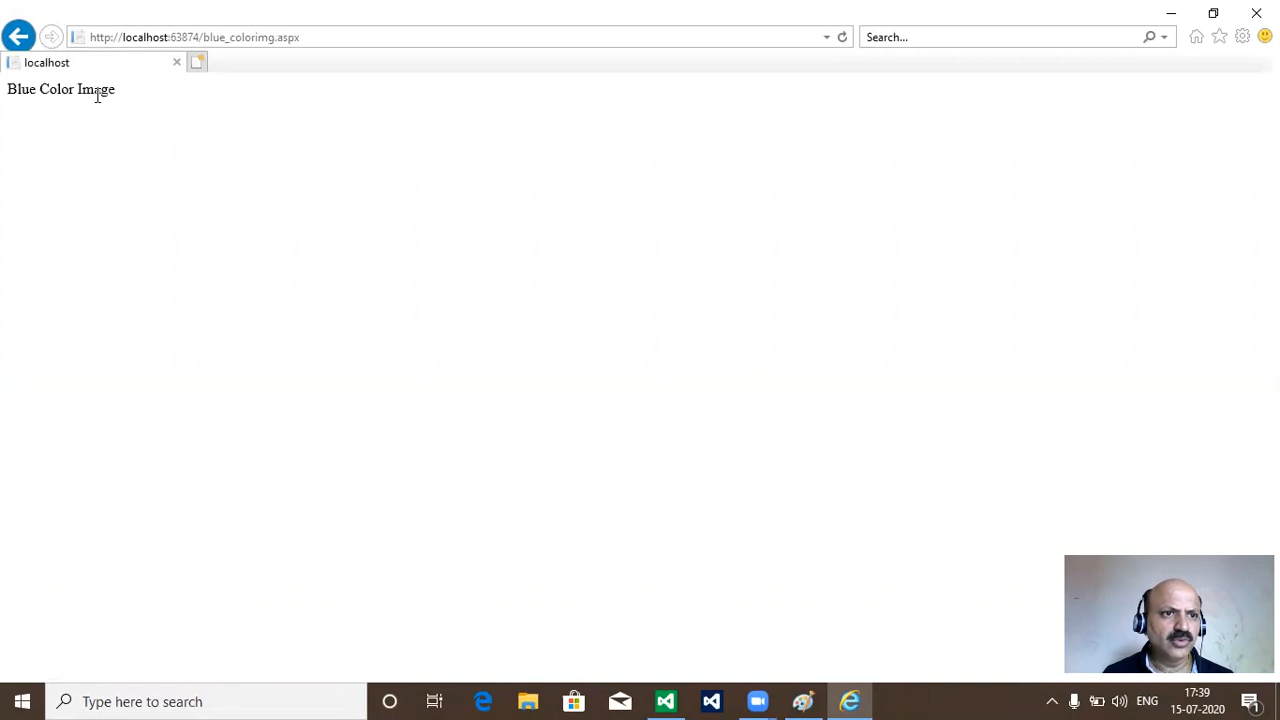 http://localhost:63874/blue_colorimg.aspx
Search...
localhost
Blue Color Image
Type here to search
ENG
17:39
15-07-2020
1